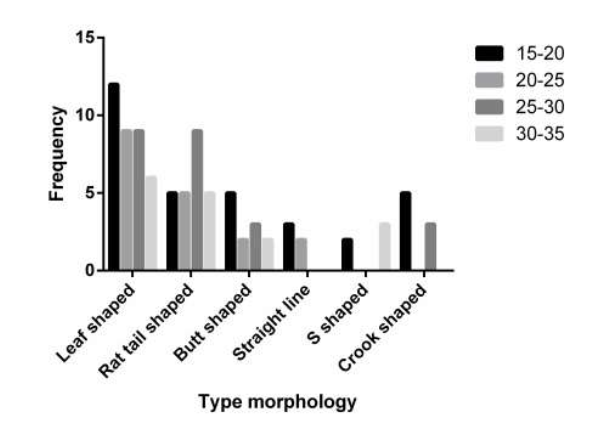 15
10
5
0
Frequency
15-20
20-25
25-30
30-35
Leaf shaped
Rat tail shaped
Butt shaped
Straight line
S shaped
Crook shaped
Type morphology